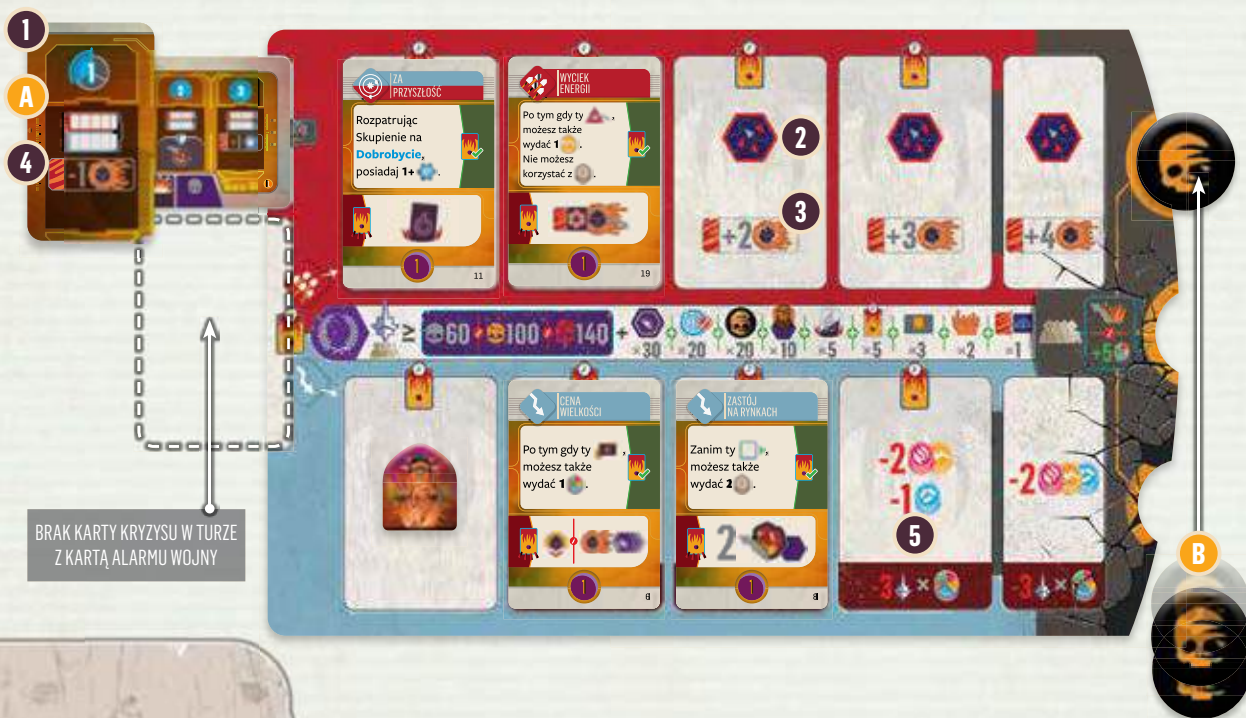 1
A
4
1
2
3
-1
ZA
PRZYSZŁOŚĆ
Rozpatrując
Skupienie na
Dobrobycie,
posiadaj 1+ .
1
11
WYCIEK
ENERGII
Po tym gdy ty ,
możesz także
wydać 1 .
Nie możesz
korzystać z .
1
19
2
3
+2
+3
+4
≥ 60 100 140 + ×30 ×20 ×20 ×10 ×5 ×5 ×3 ×2 ×1
CENA
WIELKOŚCI
Po tym gdy ty ,
możesz także
wydać 1 .
1
ZASTÓJ
NA RYNKACH
Zanim ty ,
możesz także
wydać 2 .
2
1
-2
-1
5
-3 ×
-2
-3 ×
BRAK KARTY KRYZYSU W TURZE
Z KARTĄ ALARMU WOJNY
B